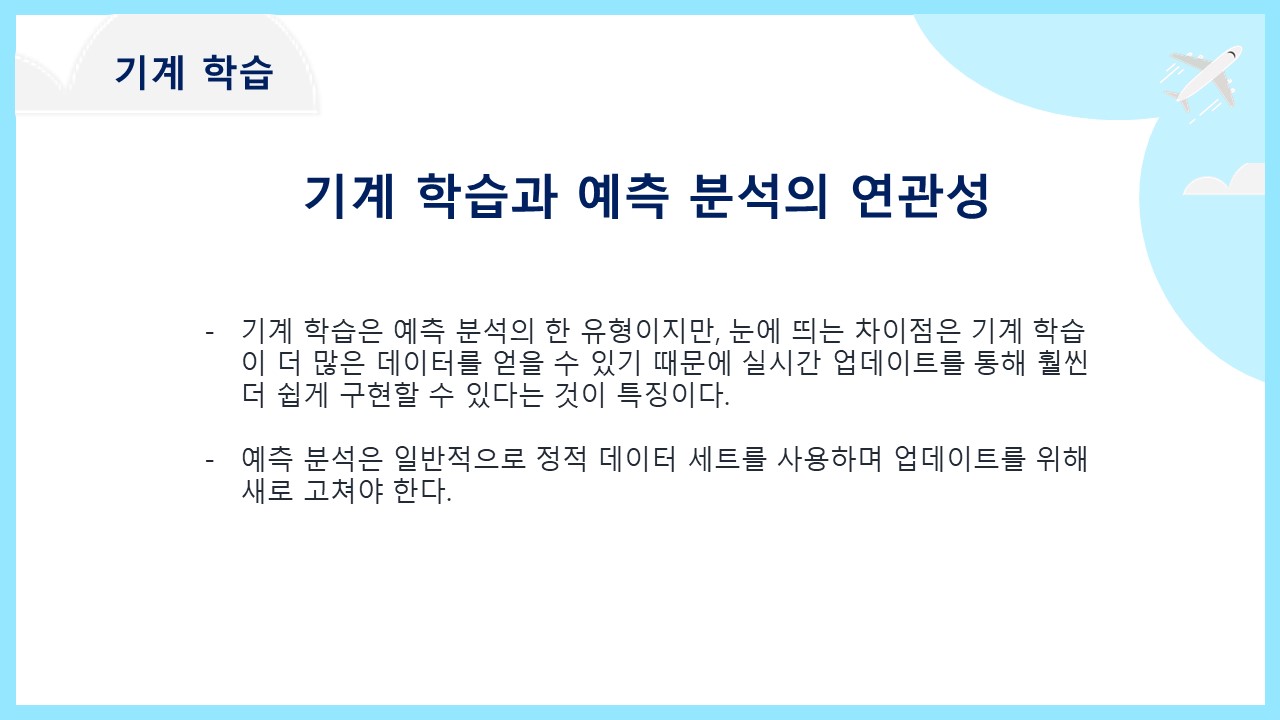 기계 학습
기계 학습과 예측 분석의 연관성
- 기계 학습은 예측 분석의 한 유형이지만, 눈에 띄는 차이점은 기계 학습
이 더 많은 데이터를 얻을 수 있기 때문에 실시간 업데이트를 통해 훨씬
더 쉽게 구현할 수 있다는 것이 특징이다.
- 예측 분석은 일반적으로 정적 데이터 세트를 사용하며 업데이트를 위해
새로 고쳐야 한다.